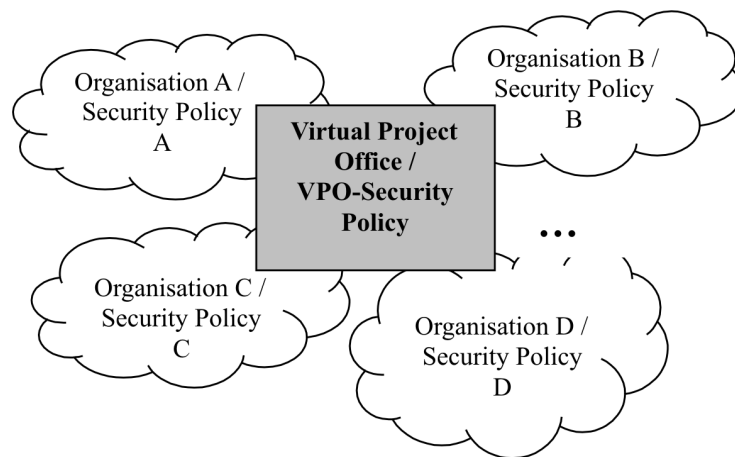 Organisation A /
Security Policy
A
Organisation B /
Security Policy
B
Virtual Project
Office /
VPO-Security
Policy
...
Organisation C /
Security Policy
C
Organisation D /
Security Policy
D